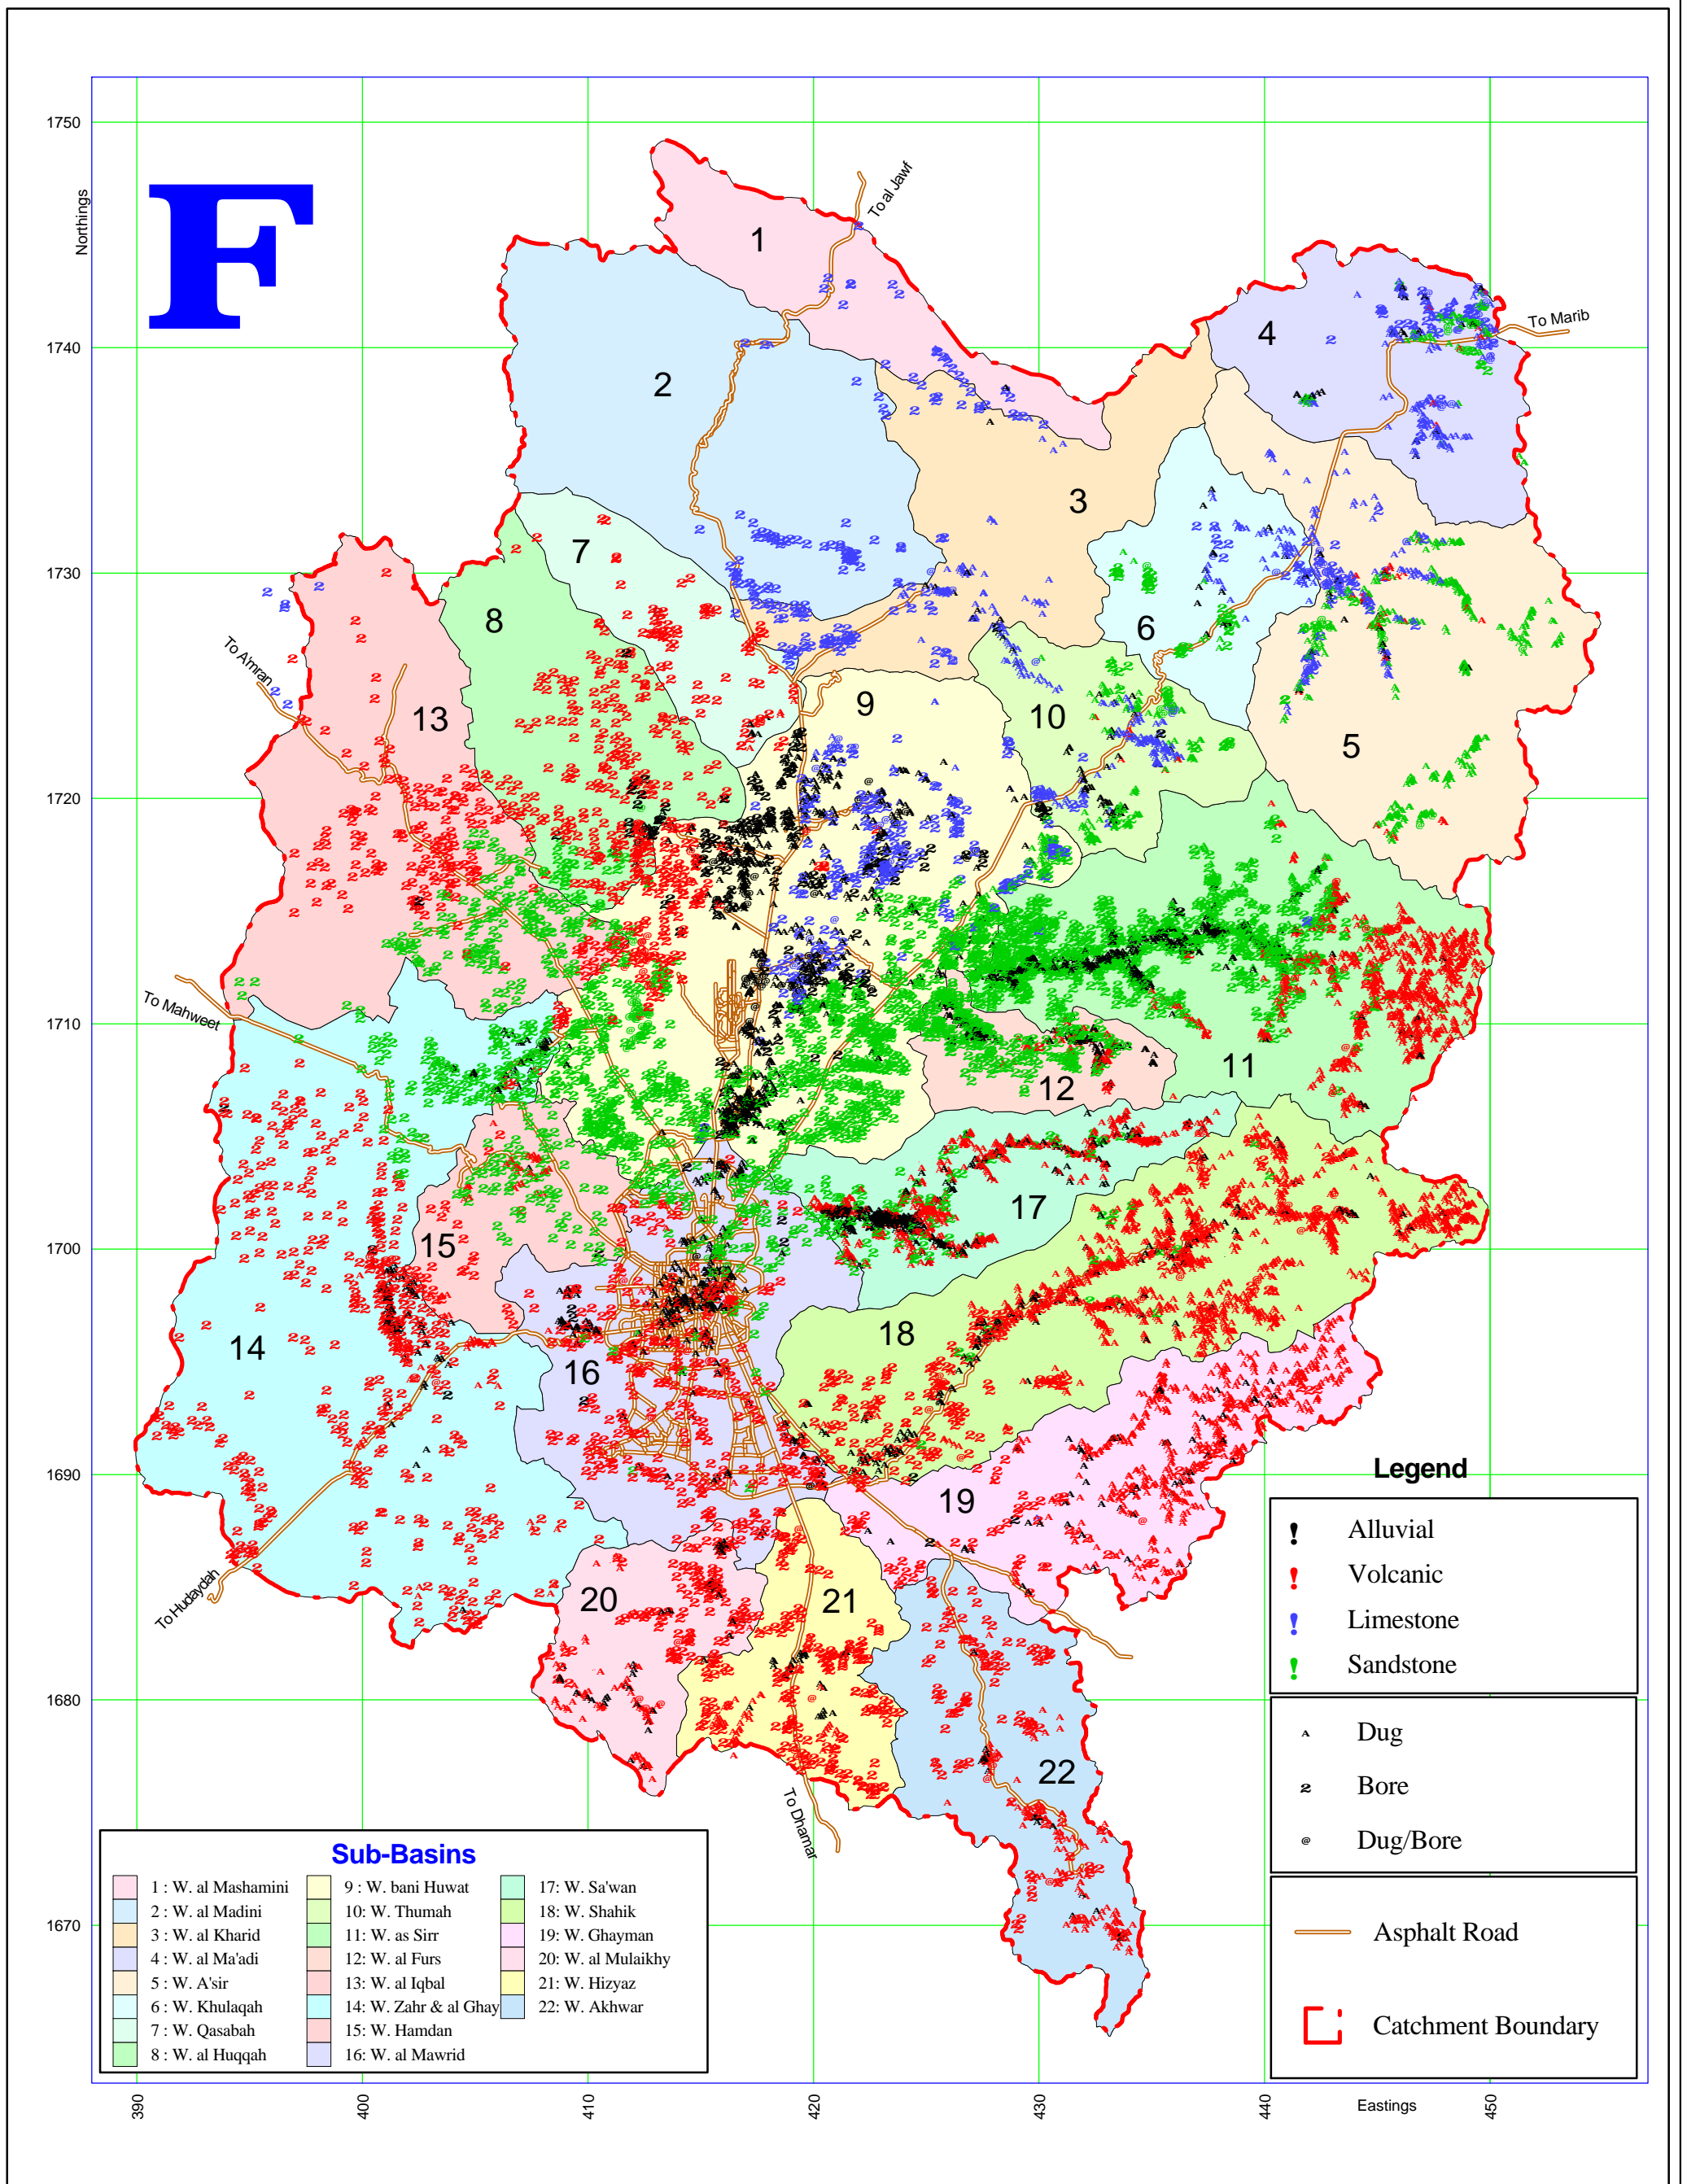 F
Northings
1750
1740
1730
1720
1710
1700
1690
1680
1670
To al Jawf
To Marib
To A'mran
To Mahweet
To Hudaydah
To Dhamar
1
2
3
4
5
6
7
8
9
10
11
12
13
14
15
16
17
18
19
20
21
22
Legend
Alluvial
Volcanic
Limestone
Sandstone
Dug
Bore
Dug/Bore
Asphalt Road
Catchment Boundary
Sub-Basins
1 : W. al Mashamini
2 : W. al Madini
3 : W. al Kharid
4 : W. al Ma'adi
5 : W. A'sir
6 : W. Khulaqah
7 : W. Qasabah
8 : W. al Huqqah
9 : W. bani Huwat
10: W. Thumah
11: W. as Sirr
12: W. al Furs
13: W. al Iqbal
14: W. Zahr & al Ghay
15: W. Hamdan
16: W. al Mawrid
17: W. Sa'wan
18: W. Shahik
19: W. Ghayman
20: W. al Mulaikhy
21: W. Hizyaz
22: W. Akhwar
390
400
410
420
430
440
450
Eastings